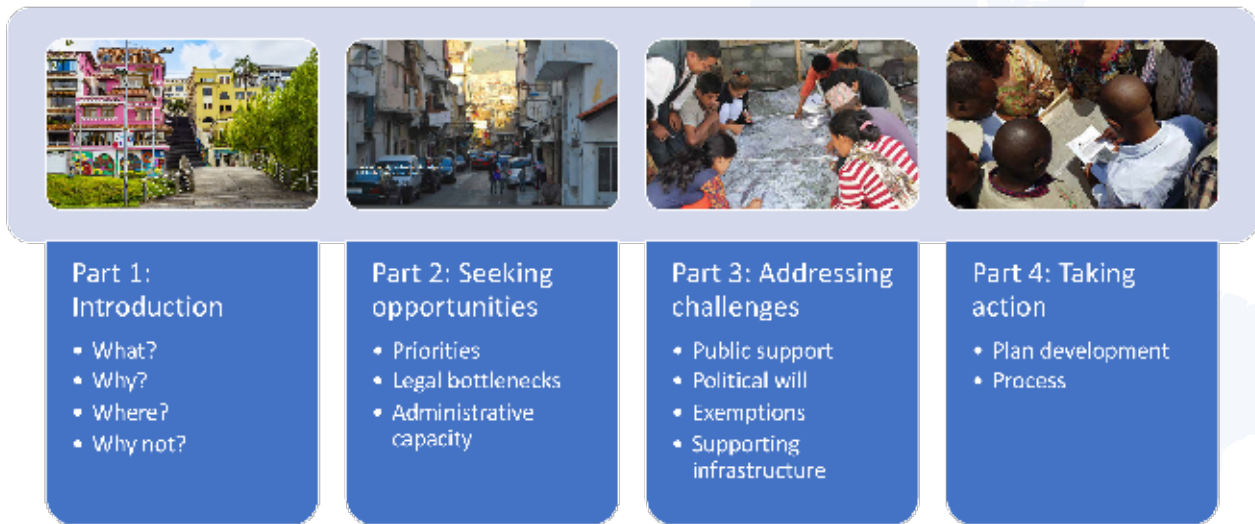 Part 1:
Introduction
• What?
• Why?
• Where?
• Why not?
Part 2: Seeking
opportunities
• Priorities
• Legal bottlenecks
• Administrative
capacity
Part 3: Addressing
challenges
• Public support
• Political will
• Exemptions
• Supporting
infrastructure
Part 4: Taking
action
• Plan development
• Process